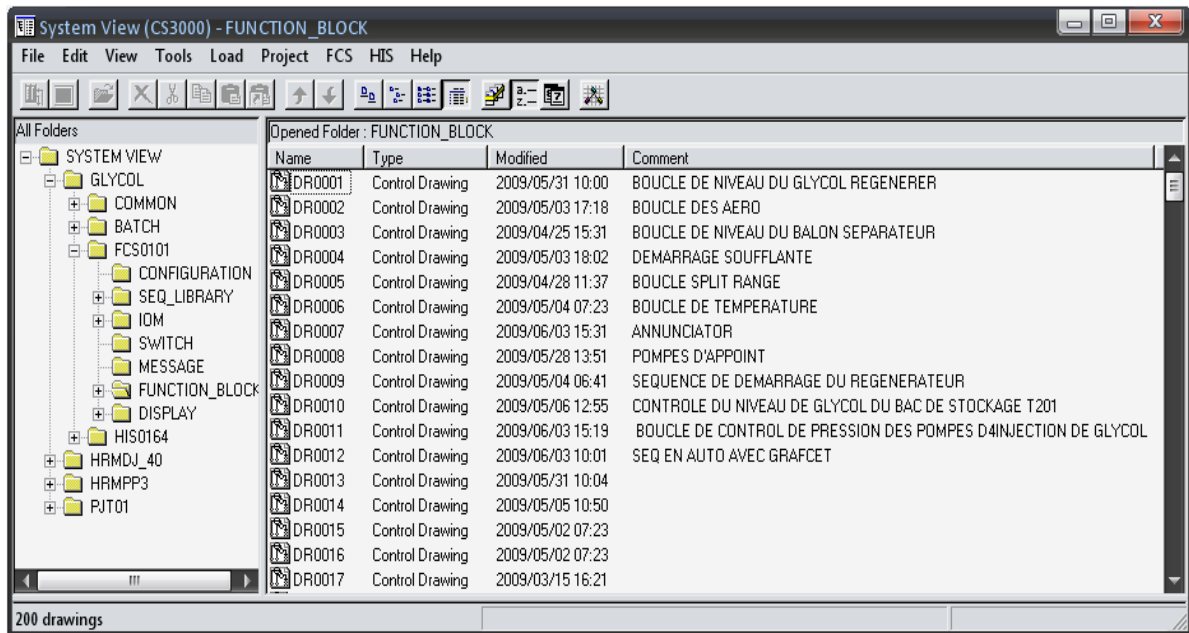 System View (CS3000) - FUNCTION_BLOCK
File Edit View Tools Load Project FCS HIS Help
All Folders
SYSTEM VIEW
GLYCOL
COMMON
BATCH
FCS0101
CONFIGURATION
SEQ_LIBRARY
IOM
SWITCH
MESSAGE
FUNCTION_BLOCK
DISPLAY
HIS0164
HRMDJ_40
HRMPP3
PJT01
Opened Folder : FUNCTION_BLOCK
Name Type Modified Comment
DR0001 Control Drawing 2009/05/31 10:00 BOUCLE DE NIVEAU DU GLYCOL REGENERER
DR0002 Control Drawing 2009/05/03 17:18 BOUCLE DES AERO
DR0003 Control Drawing 2009/04/25 15:31 BOUCLE DE NIVEAU DU BALON SEPARATEUR
DR0004 Control Drawing 2009/05/03 18:02 DEMARRAGE SOUFFLANTE
DR0005 Control Drawing 2009/04/28 11:37 BOUCLE SPLIT RANGE
DR0006 Control Drawing 2009/05/04 07:23 BOUCLE DE TEMPERATURE
DR0007 Control Drawing 2009/06/03 15:31 ANNUNCIATOR
DR0008 Control Drawing 2009/05/28 13:51 POMPES D'APPOINT
DR0009 Control Drawing 2009/05/04 06:41 SEQUENCE DE DEMARRAGE DU REGENERATEUR
DR0010 Control Drawing 2009/05/06 12:55 CONTROLE DU NIVEAU DE GLYCOL DU BAC DE STOCKAGE T201
DR0011 Control Drawing 2009/06/03 15:19 BOUCLE DE CONTROL DE PRESSION DES POMPES D4INJECTION DE GLYCOL
DR0012 Control Drawing 2009/06/03 10:01 SEQ EN AUTO AVEC GRAFCET
DR0013 Control Drawing 2009/05/31 10:04
DR0014 Control Drawing 2009/05/05 10:50
DR0015 Control Drawing 2009/05/02 07:23
DR0016 Control Drawing 2009/05/02 07:23
DR0017 Control Drawing 2009/03/15 16:21
200 drawings